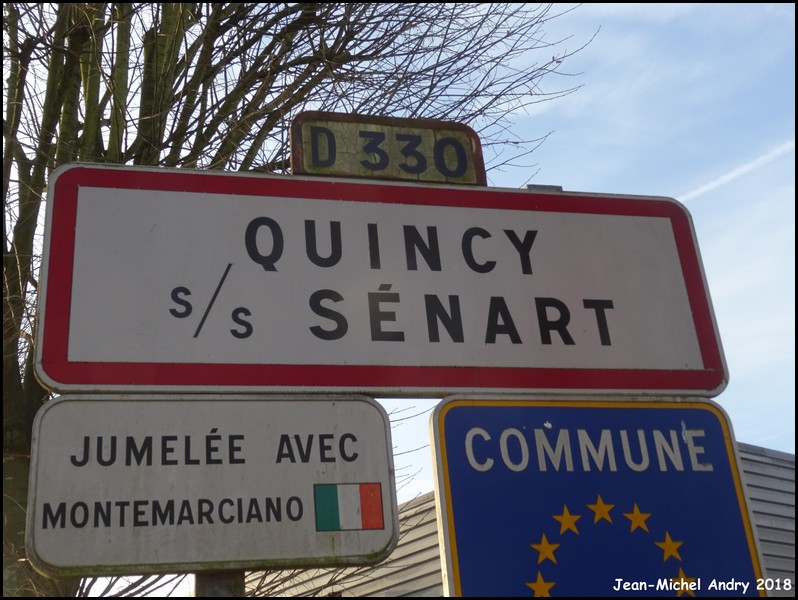 D 330
QUINCY
s/s SÉNART
JUMELÉE AVEC
MONTEMARCIANO
COMMUNE
Jean-Michel Andry 2018